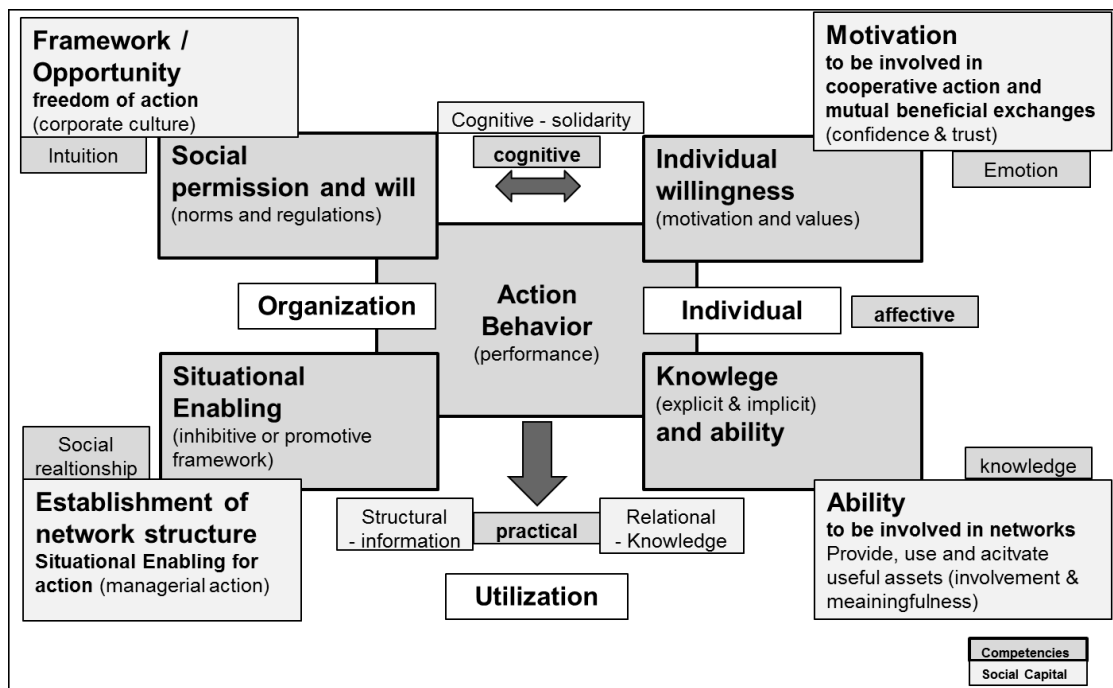 Framework /
Opportunity
freedom of action
(corporate culture)
Intuition
Motivation
to be involved in
cooperative action and
mutual beneficial exchanges
(confidence & trust)
Emotion
Cognitive - solidarity
cognitive
Social
permission and will
(norms and regulations)
Individual
willingness
(motivation and values)
Organization
Action
Behavior
(performance)
Individual
affective
Situational
Enabling
(inhibitive or promotive
framework)
Knowlege
(explicit & implicit)
and ability
Social
realtionship
Establishment of
network structure
Situational Enabling for
action (managerial action)
Structural
- information
practical
Relational
- Knowledge
Utilization
knowledge
Ability
to be involved in networks
Provide, use and acitvate
useful assets (involvement &
meainingfulness)
Competencies
Social Capital